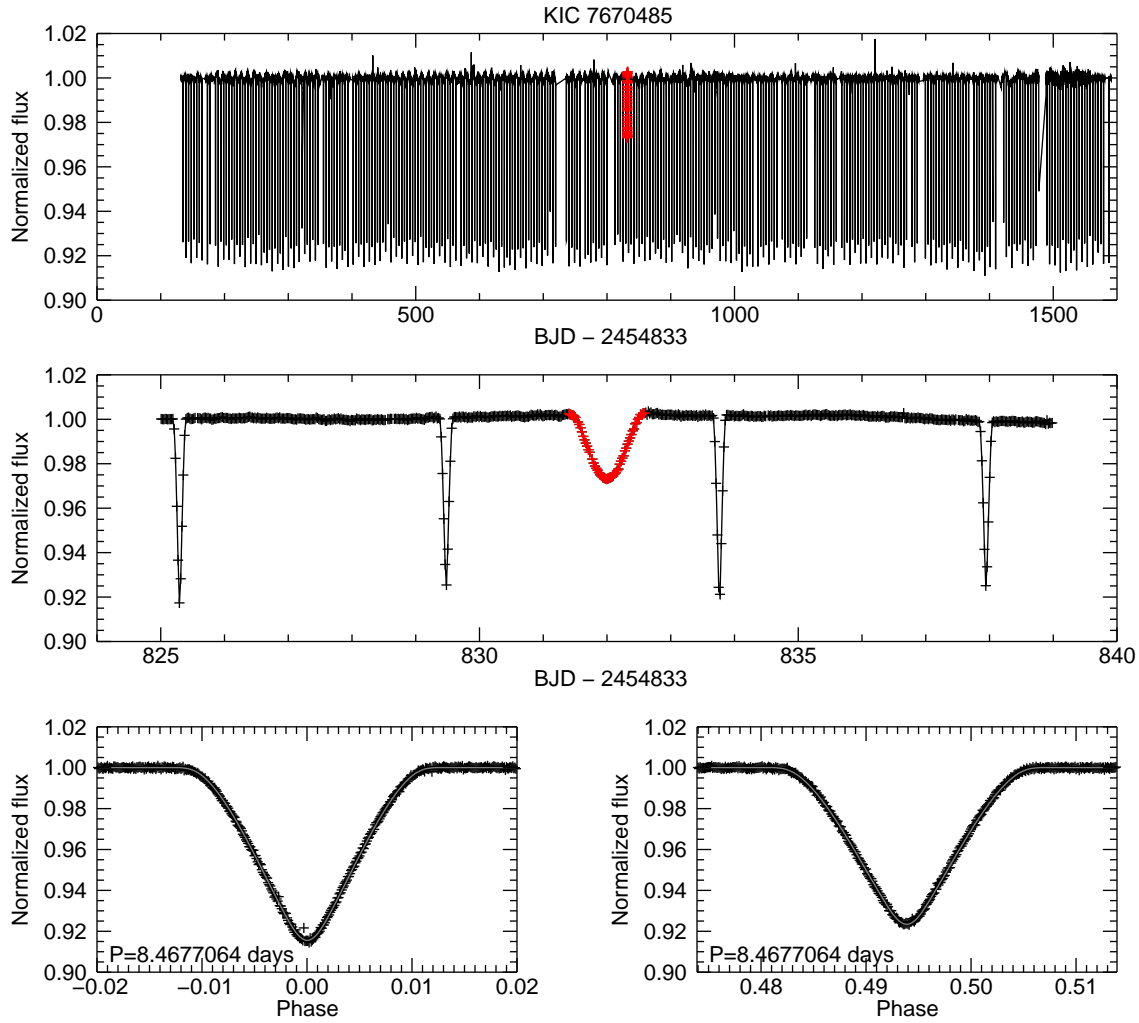 KIC 7670485
Normalized flux
1.02
1.00
0.98
0.96
0.94
0.92
0.90
0 500 1000 1500
BJD − 2454833
Normalized flux
1.02
1.00
0.98
0.96
0.94
0.92
0.90
825 830 835 840
BJD − 2454833
Normalized flux
1.02
1.00
0.98
0.96
0.94
0.92
0.90
P=8.4677064 days
−0.02 −0.01 0.00 0.01 0.02
Phase
Normalized flux
1.02
1.00
0.98
0.96
0.94
0.92
0.90
P=8.4677064 days
0.48 0.49 0.50 0.51
Phase